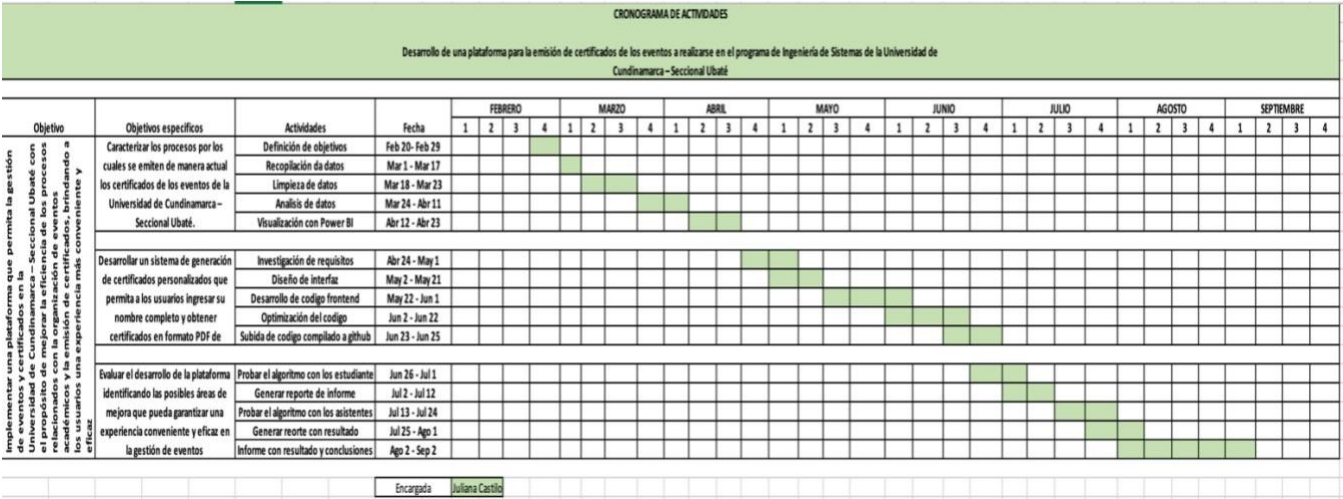 CRONOGRAMA DE ACTIVIDADES
Desarrollo de una plataforma para la emisión de certificados de los eventos a realizarse en el programa de Ingeniería de Sistemas de la Universidad de
Cundinamarca – Seccional Ubaté
FEBRERO MARZO ABRIL MAYO JUNIO JULIO AGOSTO SEPTIEMBRE
Objetivo Objetivos especificos Actividades Fecha 1 2 3 4 1 2 3 4 1 2 3 4 1 2 3 4 1 2 3 4 1 2 3 4 1 2 3 4 1 2 3 4
Implementar una plataforma que permita la gestión
de eventos y certificados en la
Universidad de Cundinamarca – Seccional Ubaté con
el propósito de mejorar la eficiencia de los procesos
relacionados con la organización de eventos
académicos y la emisión de certificados, brindando a
los usuarios una experiencia más conveniente y
eficaz
Caracterizar los procesos por los Definición de objetivos Feb 20- Feb 29
cuales se emiten de manera actual Recopilación da datos Mar 1 - Mar 17
los certificados de los eventos de la Limpieza de datos Mar 18 - Mar 23
Universidad de Cundinamarca – Analisis de datos Mar 24 - Abr 11
Seccional Ubaté. Visualización con Power BI Abr 12 - Abr 23
Desarrollar un sistema de generación Investigación de requisitos Abr 24 - May 1
de certificados personalizados que Diseño de interfaz May 2 - May 21
permita a los usuarios ingresar su Desarrollo de codigo frontend May 22 - Jun 1
nombre completo y obtener Optimización del codigo Jun 2 - Jun 22
certificados en formato PDF de Subida de codigo compilado a github Jun 23 - Jun 25
Evaluar el desarrollo de la plataforma Probar el algoritmo con los estudiante Jun 26 - Jul 1
identificando las posibles áreas de Generar reporte de informe Jul 2 - Jul 12
mejora que pueda garantizar una Probar el algoritmo con los asistentes Jul 13 - Jul 24
experiencia conveniente y eficaz en Generar reorte con resultado Jul 25 - Ago 1
la gestión de eventos Informe con resultado y conclusiones Ago 2 - Sep 2
Encargada Juliana Castilo